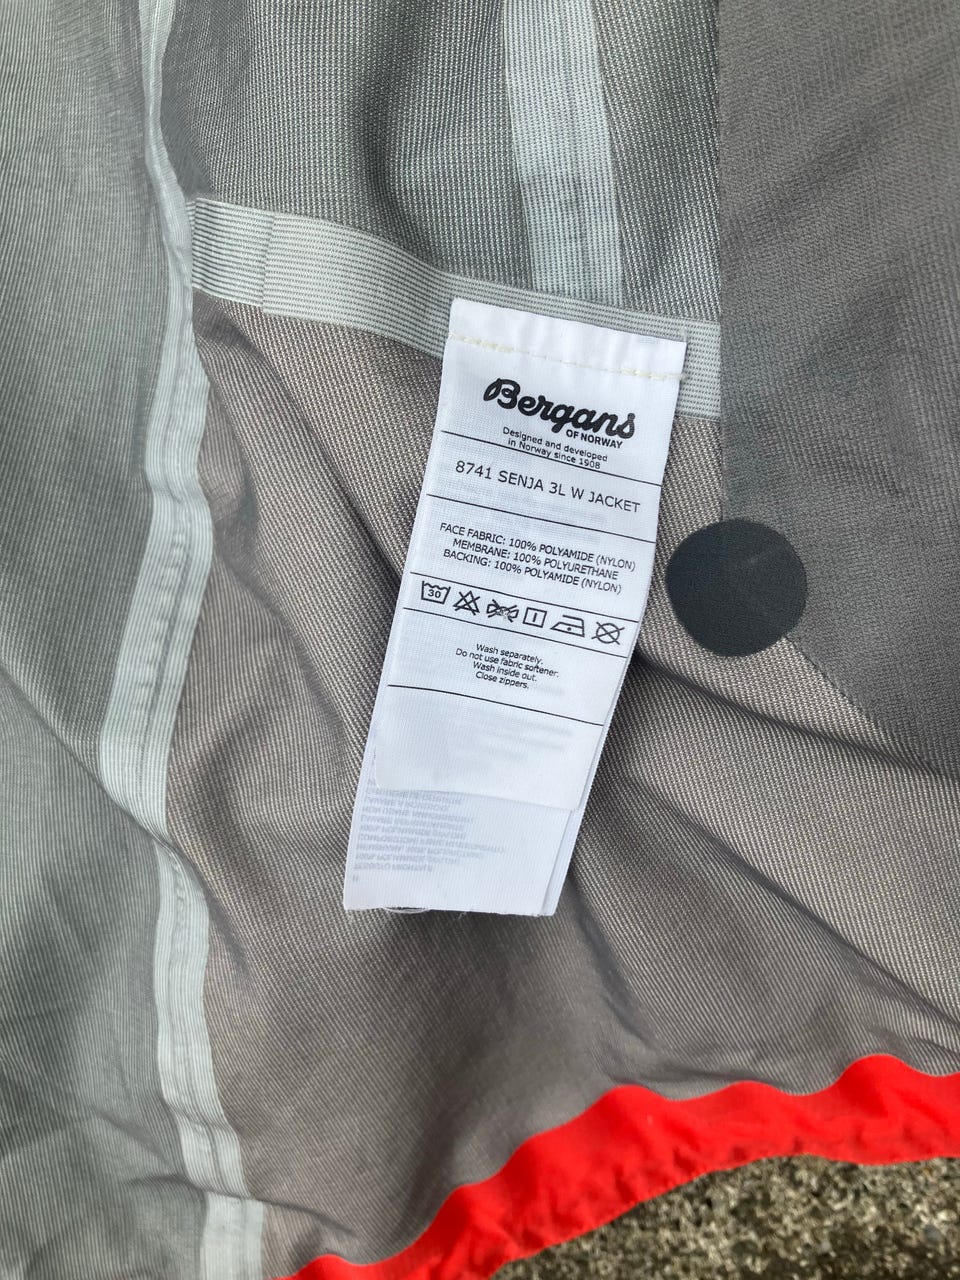 Bergans
OF NORWAY
Designed and developed
in Norway since 1908
8741 SENJA 3L W JACKET
FACE FABRIC: 100% POLYAMIDE (NYLON)
MEMBRANE: 100% POLYURETHANE
BACKING: 100% POLYAMIDE (NYLON)
30
Wash separately.
Do not use fabric softener.
Wash inside out.
Close zippers.